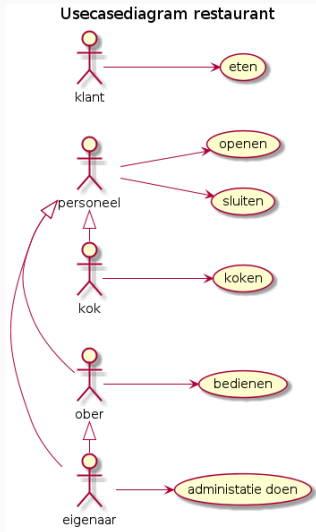 Usecasediagram restaurant
klant
eten
personeel
openen
sluiten
kok
koken
ober
bedienen
eigenaar
administatie doen